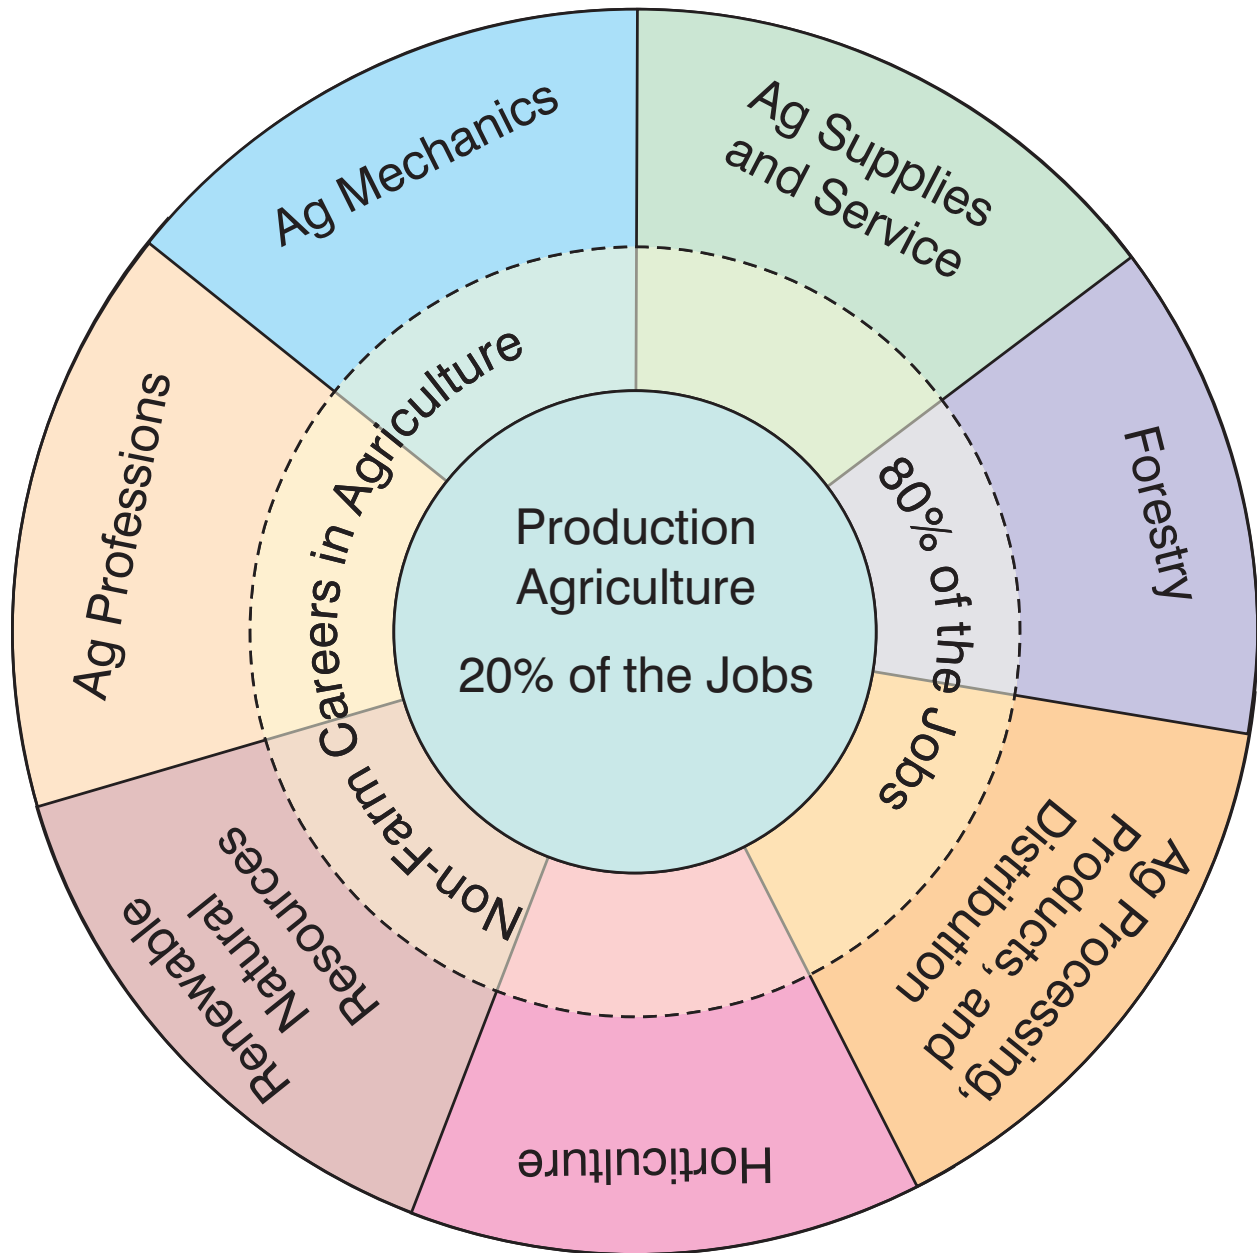 Ag Mechanics
Ag Supplies
and Service
Forestry
Ag Processing,
Products, and
Distribution
Horticulture
Renewable
Natural
Resources
Ag Professions
Non-Farm Careers in Agriculture
80% of the Jobs
Production
Agriculture
20% of the Jobs